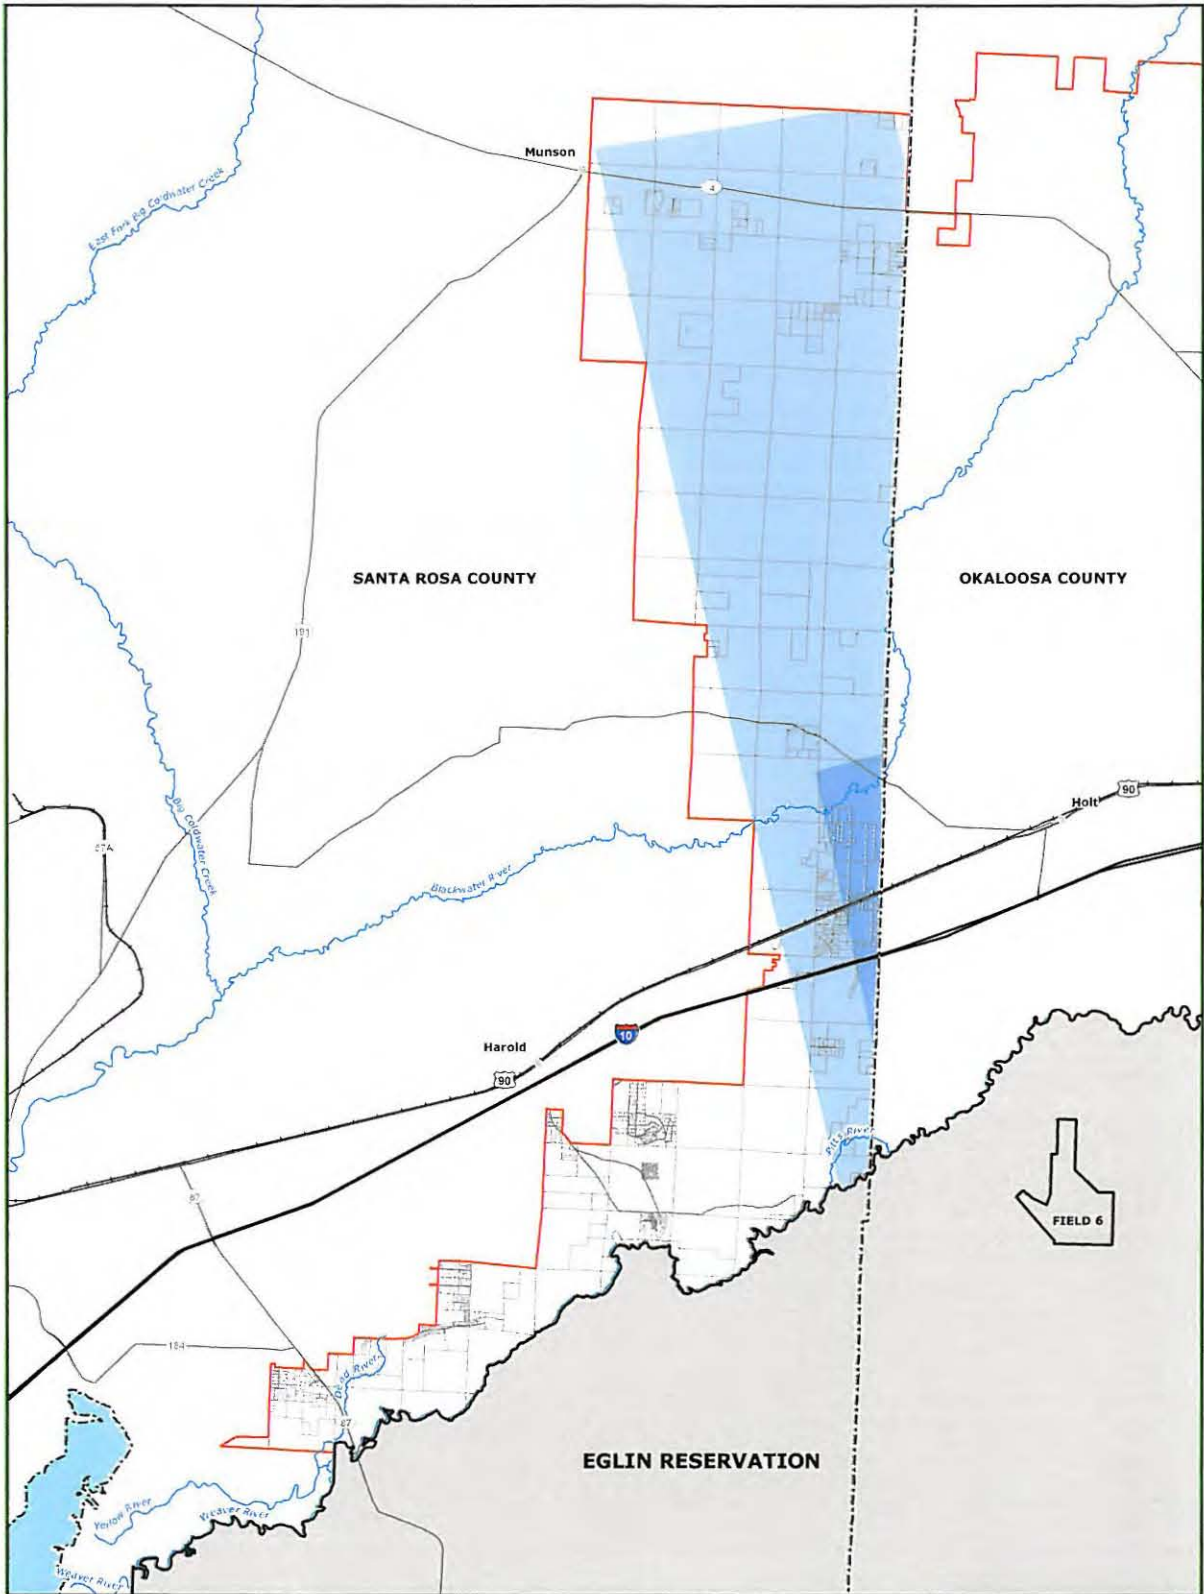 Munson
4
East Fork Big Coldwater Creek
SANTA ROSA COUNTY
OKALOOSA COUNTY
191
90
Holt
87A
Big Coldwater Creek
Blackwater River
10
Harold
90
Pitts River
87
FIELD 6
184
Dead River
87
EGLIN RESERVATION
Yellow River
Weaver River
Weaver River